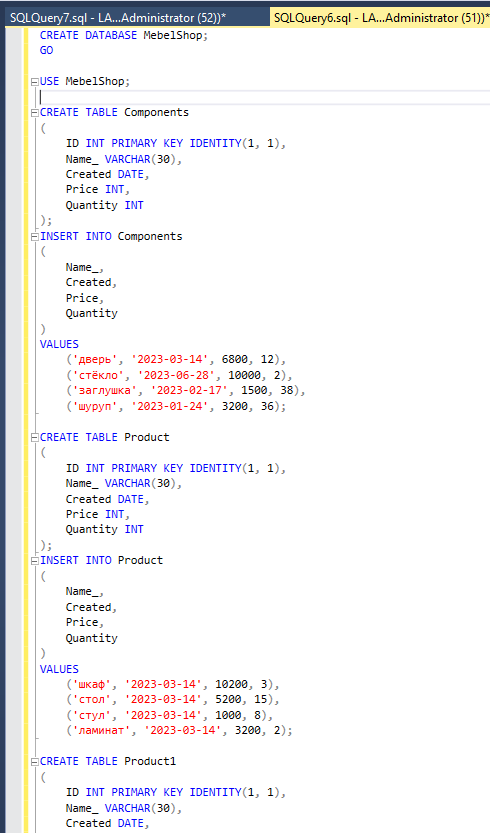 SQLQuery7.sql - LA...Administrator (52))*
SQLQuery6.sql - LA...Administrator (51))*
CREATE DATABASE MebelShop;
GO
USE MebelShop;
CREATE TABLE Components
(
ID INT PRIMARY KEY IDENTITY(1, 1),
Name_ VARCHAR(30),
Created DATE,
Price INT,
Quantity INT
);
INSERT INTO Components
(
Name_,
Created,
Price,
Quantity
)
VALUES
('дверь', '2023-03-14', 6800, 12),
('стёкло', '2023-06-28', 10000, 2),
('заглушка', '2023-02-17', 1500, 38),
('шуруп', '2023-01-24', 3200, 36);
CREATE TABLE Product
(
ID INT PRIMARY KEY IDENTITY(1, 1),
Name_ VARCHAR(30),
Created DATE,
Price INT,
Quantity INT
);
INSERT INTO Product
(
Name_,
Created,
Price,
Quantity
)
VALUES
('шкаф', '2023-03-14', 10200, 3),
('стол', '2023-03-14', 5200, 15),
('стул', '2023-03-14', 1000, 8),
('ламинат', '2023-03-14', 3200, 2);
CREATE TABLE Product1
(
ID INT PRIMARY KEY IDENTITY(1, 1),
Name_ VARCHAR(30),
Created DATE,